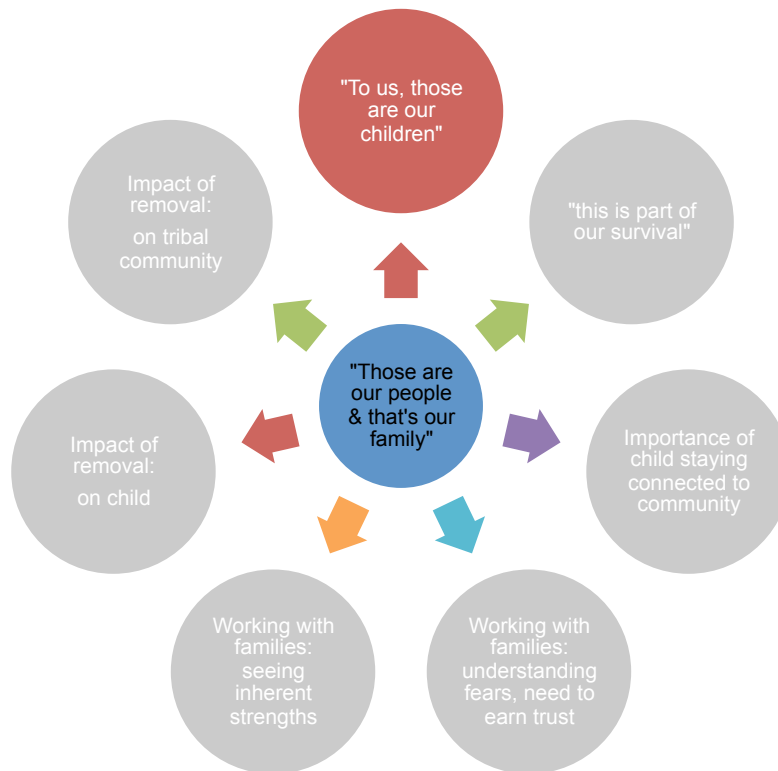 "To us, those
are our
children"
Impact of
removal:
on tribal
community
"this is part of
our survival"
"Those are
our people
& that's our
family"
Impact of
removal:
on child
Importance of
child staying
connected to
community
Working with
families:
seeing
inherent
strengths
Working with
families:
understanding
fears, need to
earn trust